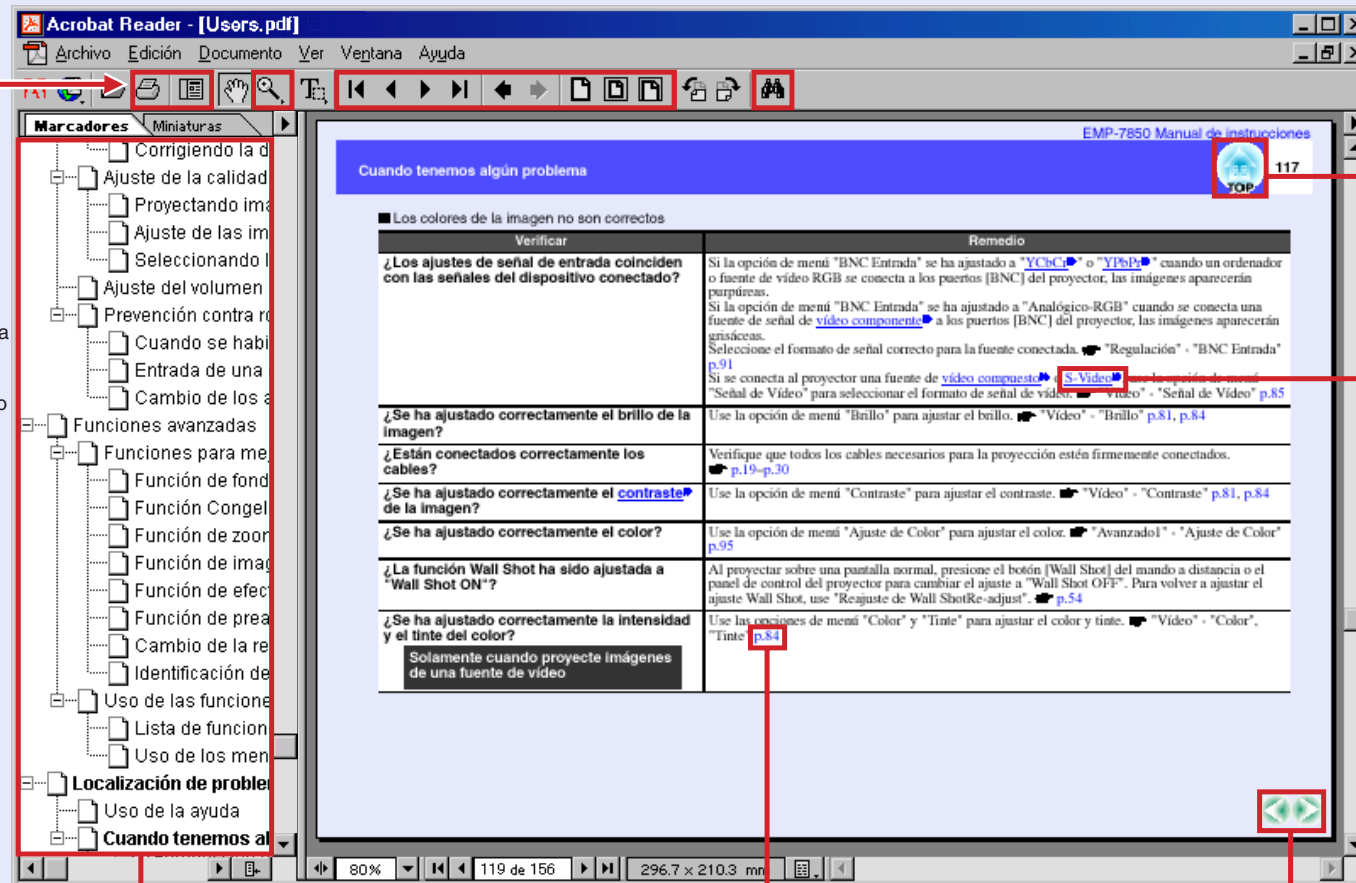 Acrobat Reader - [Users.pdf]
Archivo Edición Documento Ver Ventana Ayuda
Marcadores Miniaturas
Corrigiendo la d
Ajuste de la calidad
Proyectando ima
Ajuste de las im
Seleccionando l
Ajuste del volumen
Prevención contra ro
a
Cuando se habi
Entrada de una
o
Cambio de los a
Funciones avanzadas
Funciones para me
Función de fond
Función Congel
Función de zoor
Función de imag
Función de efec
Función de prea
Cambio de la re
Identificación de
Uso de las funcione
Lista de funcion
Uso de los men
Localización de probler
Uso de la ayuda
Cuando tenemos al
EMP-7850 Manual de instrucciones
Cuando tenemos algún problema
TOP
117
Los colores de la imagen no son correctos
Verificar Remedio
¿Los ajustes de señal de entrada coinciden
con las señales del dispositivo conectado?
Si la opción de menú "BNC Entrada" se ha ajustado a "YCbCr" o "YPbPr" cuando un ordenador
o fuente de vídeo RGB se conecta a los puertos [BNC] del proyector, las imágenes aparecerán
purpúreas.
Si la opción de menú "BNC Entrada" se ha ajustado a "Analógico-RGB" cuando se conecta una
fuente de señal de vídeo componente a los puertos [BNC] del proyector, las imágenes aparecerán
grisáceas.
Seleccione el formato de señal correcto para la fuente conectada. "Regulación" - "BNC Entrada"
p.91
Si se conecta al proyector una fuente de vídeo compuesto o S-Video, use la opción de menú
"Señal de Vídeo" para seleccionar el formato de señal de vídeo. "Vídeo" - "Señal de Vídeo" p.85
¿Se ha ajustado correctamente el brillo de la
imagen?
Use la opción de menú "Brillo" para ajustar el brillo. "Vídeo" - "Brillo" p.81, p.84
¿Están conectados correctamente los
cables?
Verifique que todos los cables necesarios para la proyección estén firmemente conectados.
p.19–p.30
¿Se ha ajustado correctamente el contraste
de la imagen?
Use la opción de menú "Contraste" para ajustar el contraste. "Vídeo" - "Contraste" p.81, p.84
¿Se ha ajustado correctamente el color?
Use la opción de menú "Ajuste de Color" para ajustar el color. "Avanzado1" - "Ajuste de Color"
p.95
¿La función Wall Shot ha sido ajustada a
"Wall Shot ON"?
Al proyectar sobre una pantalla normal, presione el botón [Wall Shot] del mando a distancia o el
panel de control del proyector para cambiar el ajuste a "Wall Shot OFF". Para volver a ajustar el
ajuste Wall Shot, use "Reajuste de Wall ShotRe-adjust". p.54
¿Se ha ajustado correctamente la intensidad
y el tinte del color?
Solamente cuando proyecte imágenes
de una fuente de vídeo
Use las opciones de menú "Color" y "Tinte" para ajustar el color y tinte. "Vídeo" - "Color",
"Tinte" p.84
80% 119 de 156 296.7 x 210.3 mm